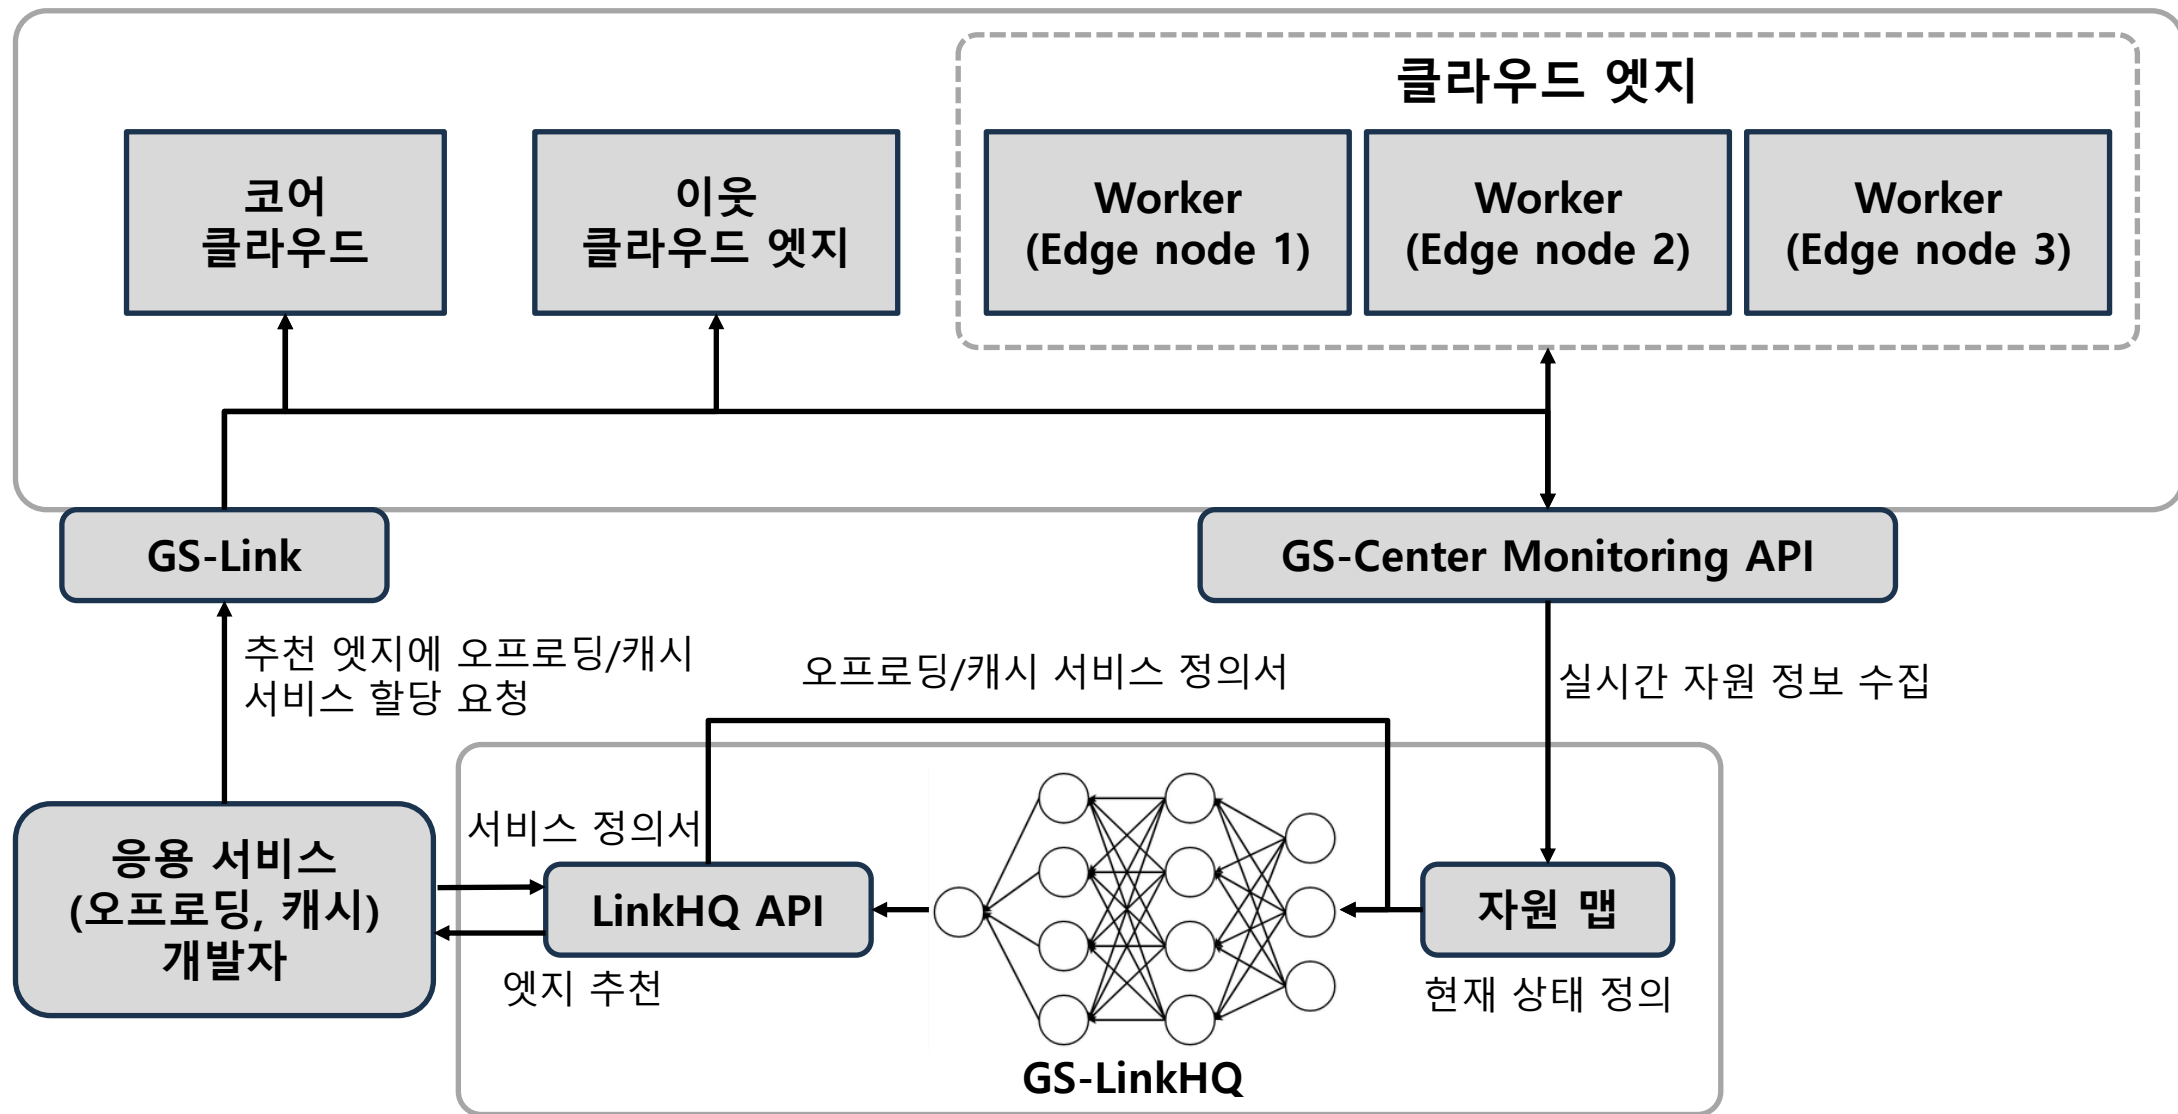 클라우드 엣지
코어
클라우드
이웃
클라우드 엣지
Worker
(Edge node 1)
Worker
(Edge node 2)
Worker
(Edge node 3)
GS-Link
GS-Center Monitoring API
추천 엣지에 오프로딩/캐시
서비스 할당 요청
오프로딩/캐시 서비스 정의서
실시간 자원 정보 수집
서비스 정의서
응용 서비스
(오프로딩, 캐시)
개발자
LinkHQ API
자원 맵
엣지 추천
현재 상태 정의
GS-LinkHQ